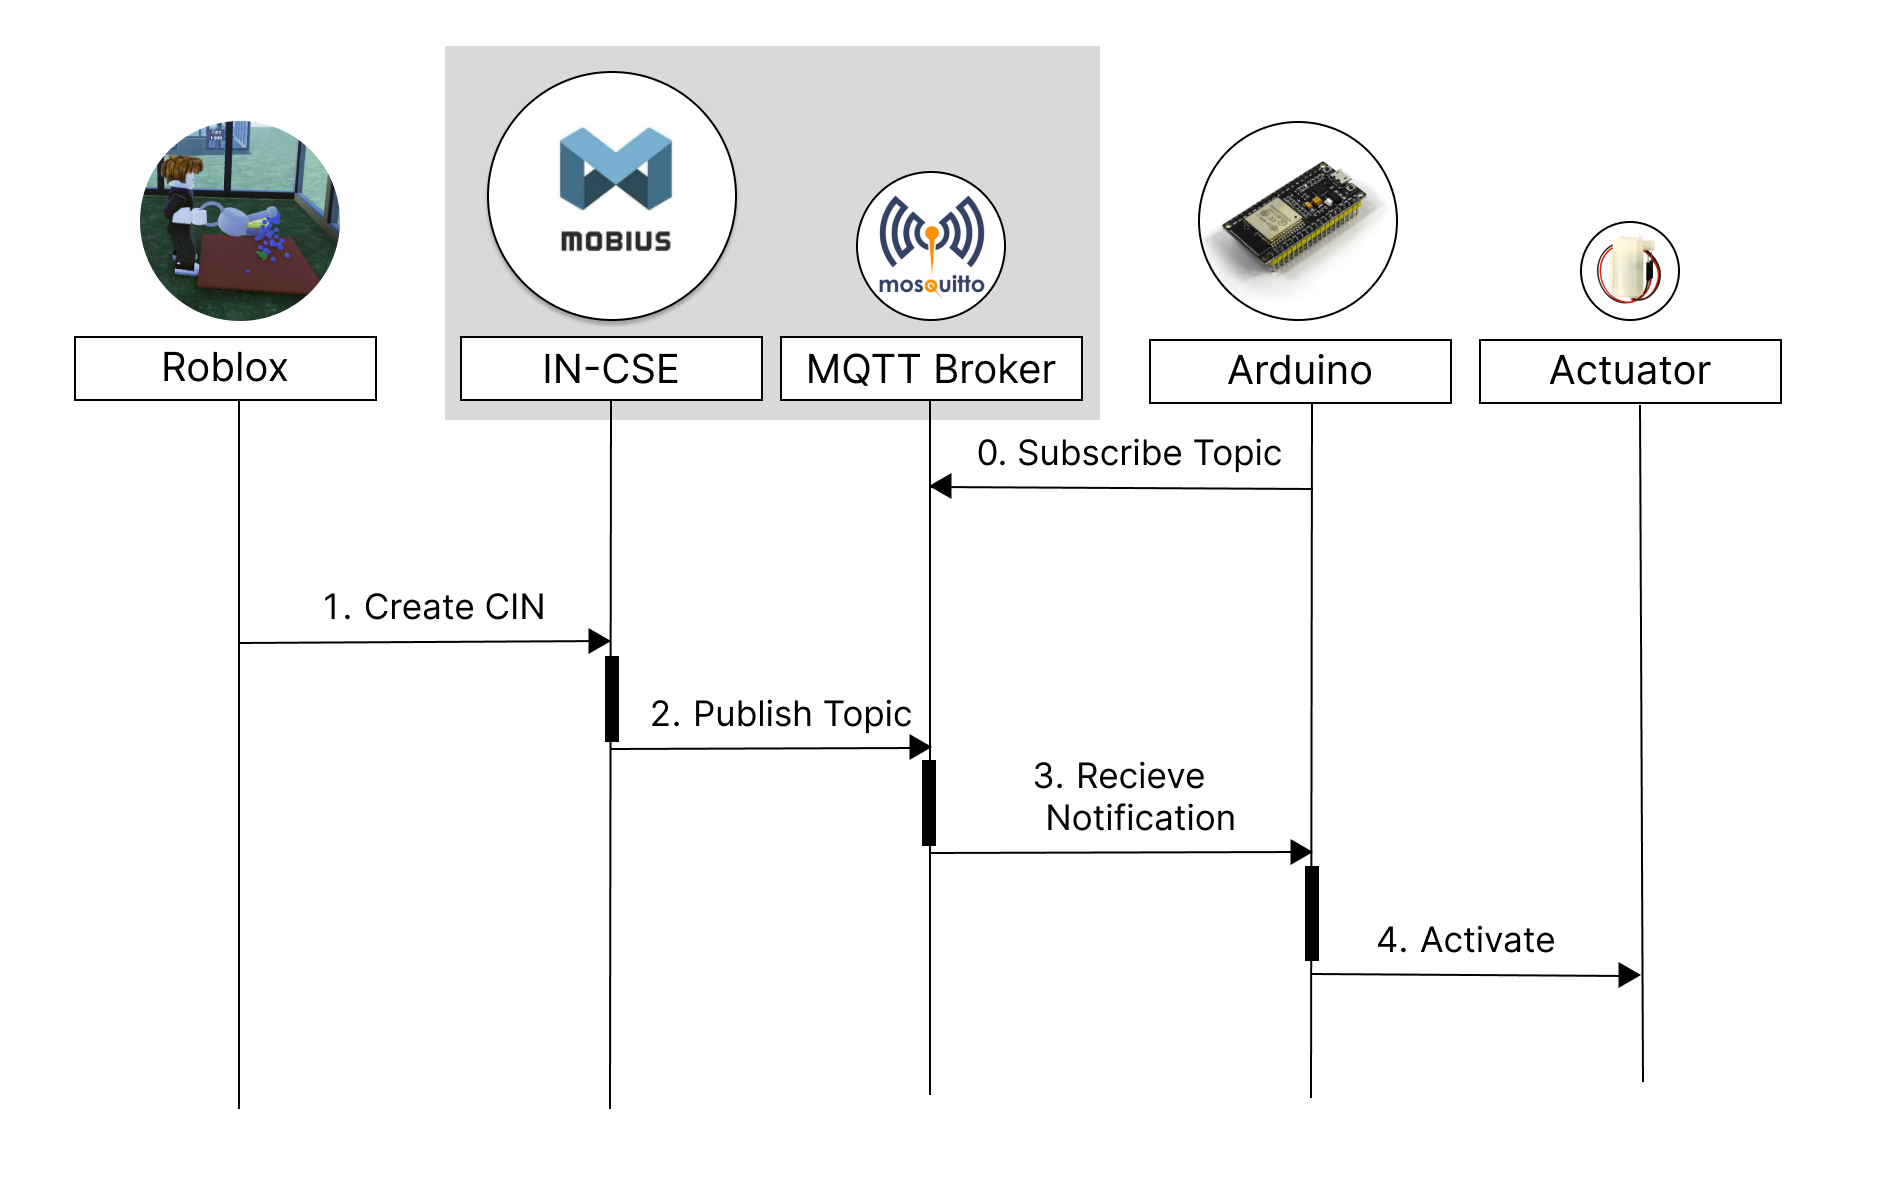 MOBIUS
mosquitto
Roblox
IN-CSE
MQTT Broker
Arduino
Actuator
0. Subscribe Topic
1. Create CIN
2. Publish Topic
3. Recieve
Notification
4. Activate